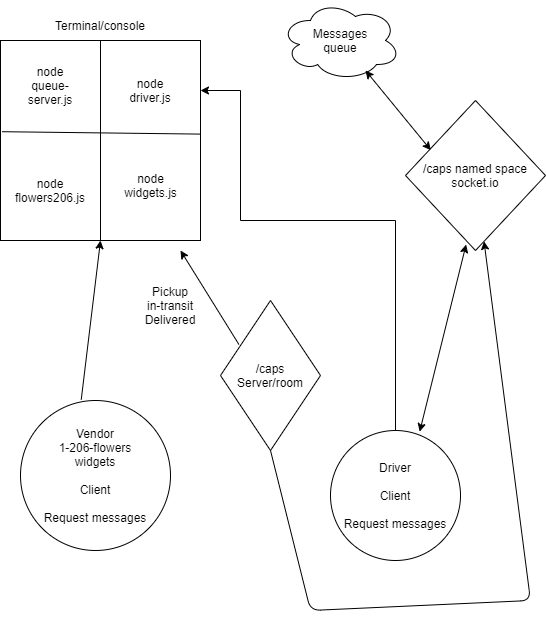 Terminal/console
Messages
queue
node
queue-
server.js
node
driver.js
/caps named space
socket.io
node
flowers206.js
node
widgets.js
Pickup
in-transit
Delivered
/caps
Server/room
Vendor
1-206-flowers
widgets
Client
Request messages
Driver
Client
Request messages